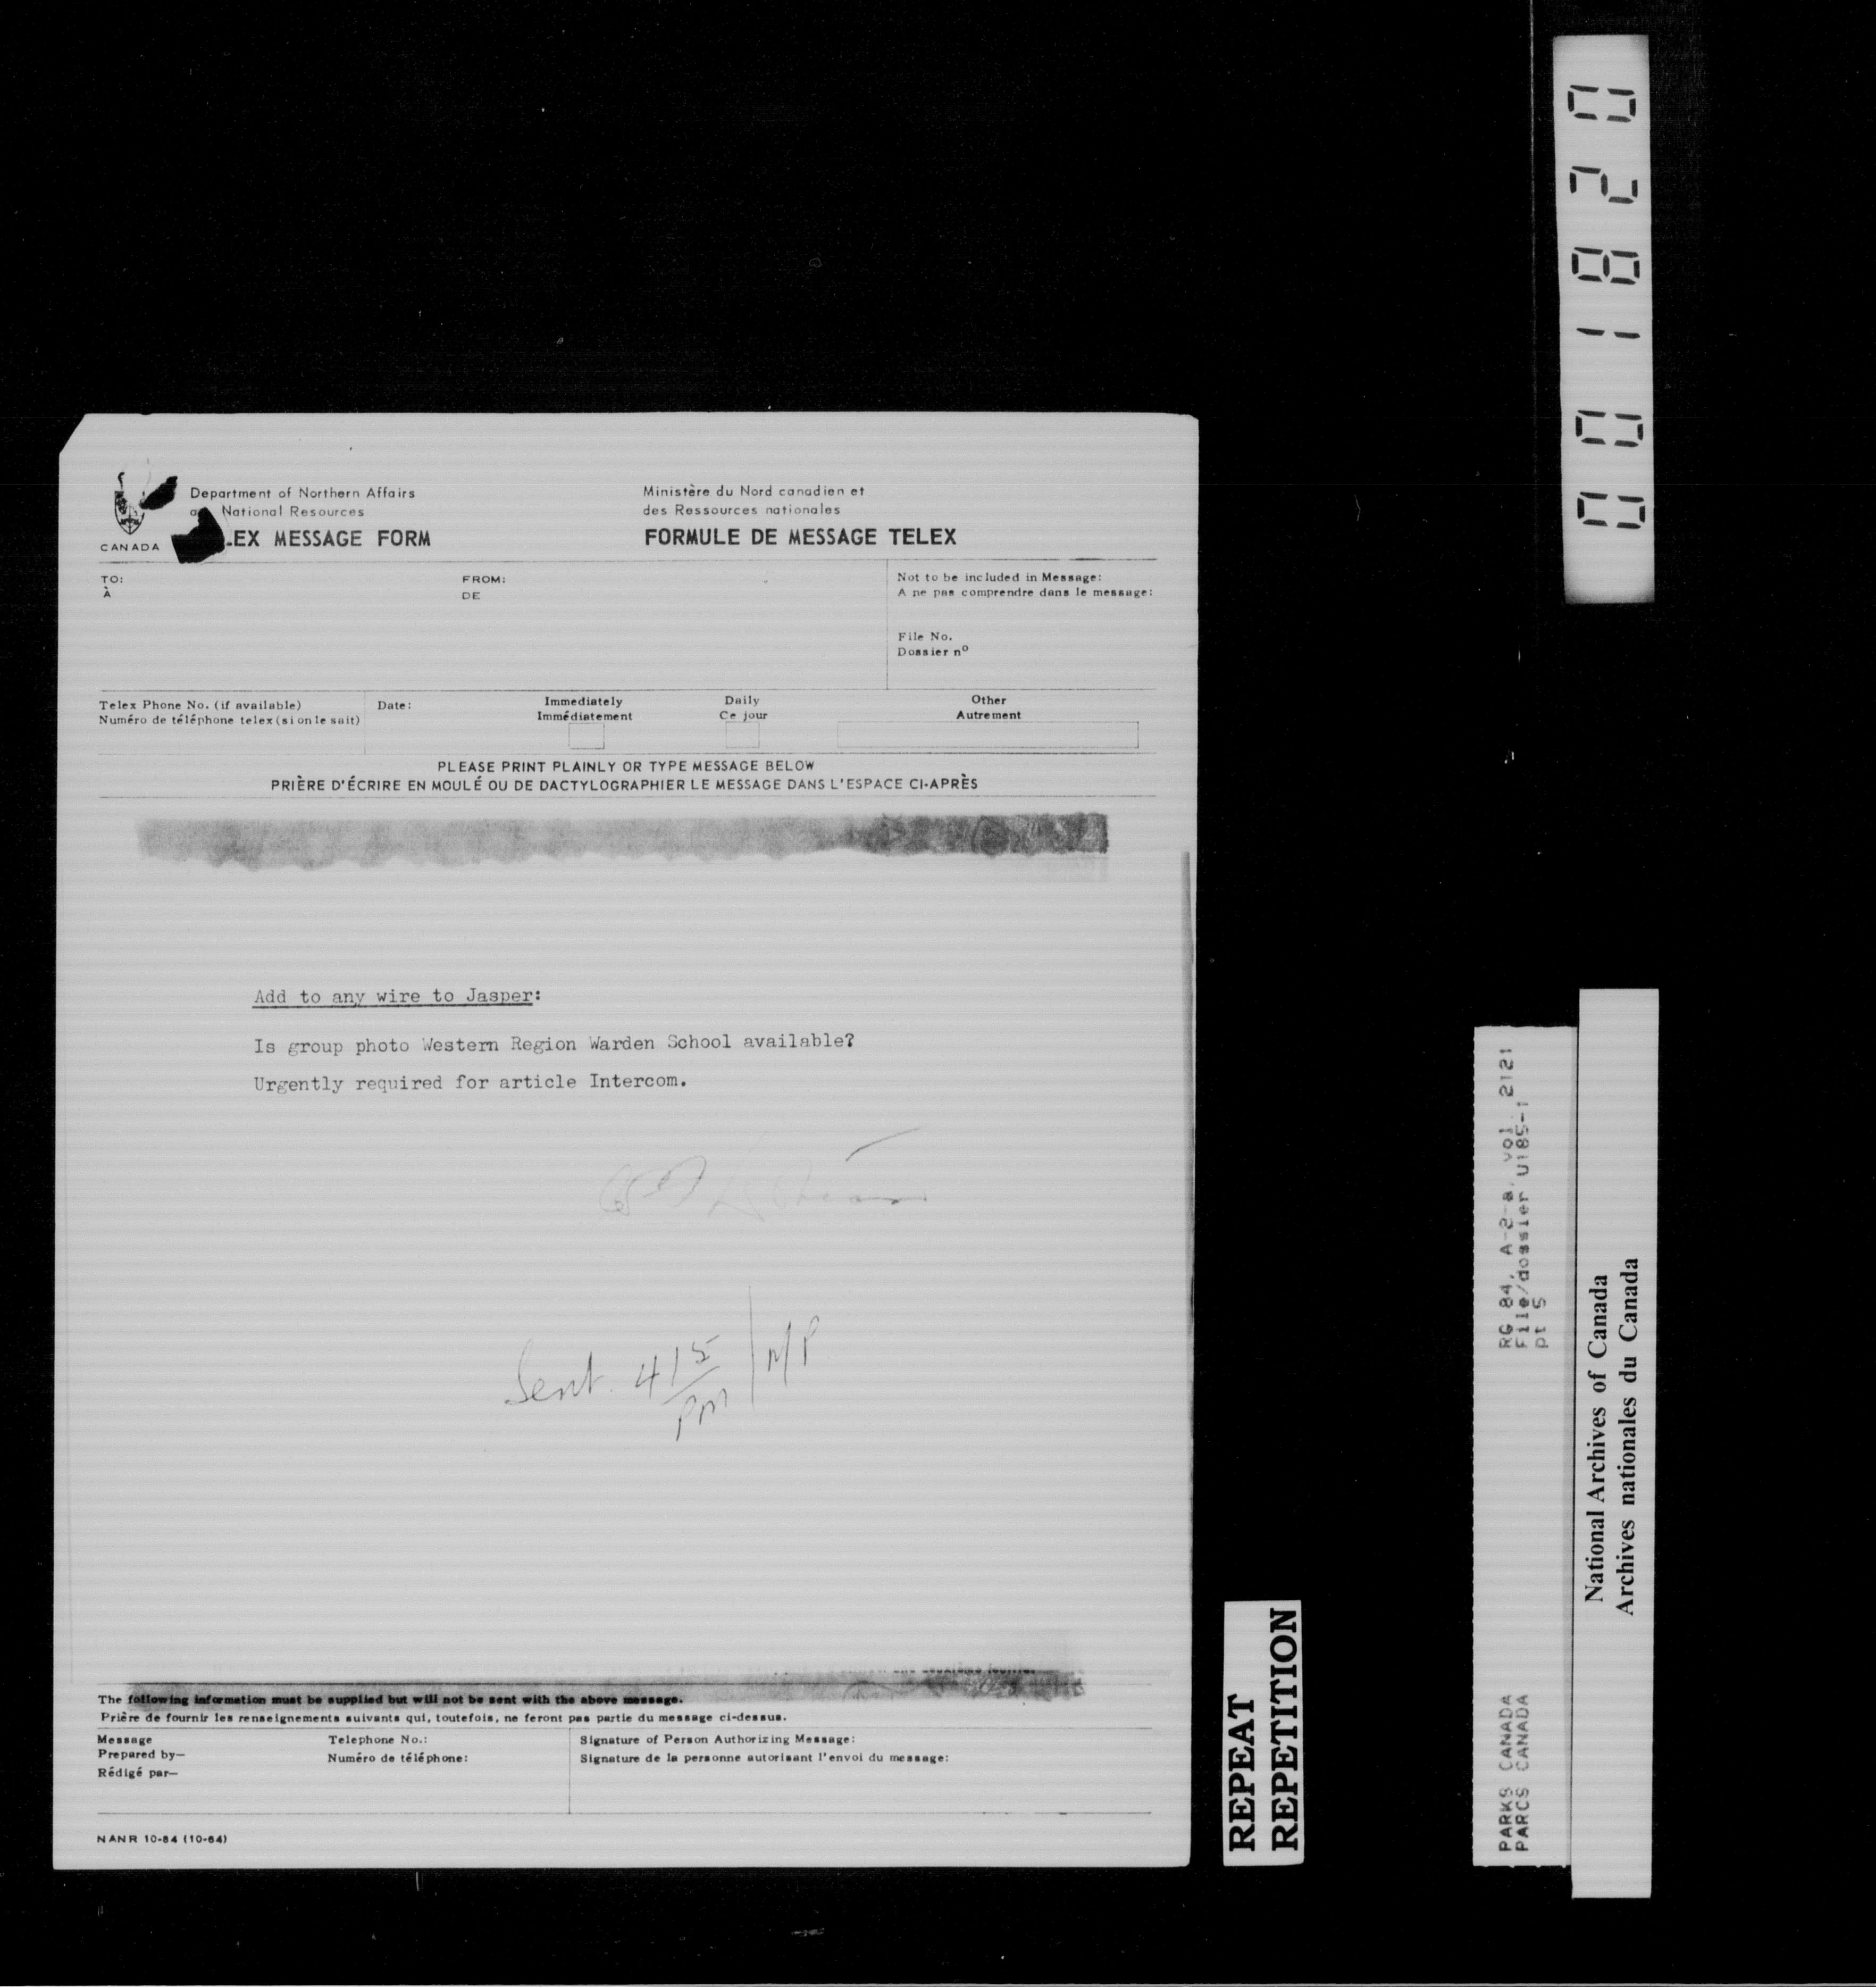 Department of Northern Affairs
National Resources
EX MESSAGE FORM
CANADA
Ministère du Nord canadien et
des Ressources nationales
FORMULE DE MESSAGE TELEX
TO:
À
FROM:
DE
Not to be included in Message:
A ne pas comprendre dans le message:
File No.
Dossier nº
Telex Phone No. (if available)
Numéro de téléphone telex (si on le sait)
Date:
Immediately
Immédiatement
Daily
Ce jour
Other
Autrement
PLEASE PRINT PLAINLY OR TYPE MESSAGE BELOW
PRIÈRE D'ÉCRIRE EN MOULÉ OU DE DACTYLOGRAPHIER LE MESSAGE DANS L'ESPACE CI-APRÈS
Add to any wire to Jasper:
Is group photo Western Region Warden School available?
Urgently required for article Intercom.
Sent. 415 PM | M/P
The following information must be supplied but will not be sent with the above message.
Prière de fournir les renseignements suivants qui, toutefois, ne feront pas partie du message ci-dessus.
Message
Prepared by—
Rédigé par—
Telephone No.:
Numéro de téléphone:
Signature of Person Authorizing Message:
Signature de la personne autorisant l'envoi du message:
NANR 10-84 (10-64)
REPEAT
REPETITION
001820
RG 84, A-2-a, vol. 2121
File/dossier U185-1
pt 5
PARKS CANADA
PARCS CANADA
National Archives of Canada
Archives nationales du Canada